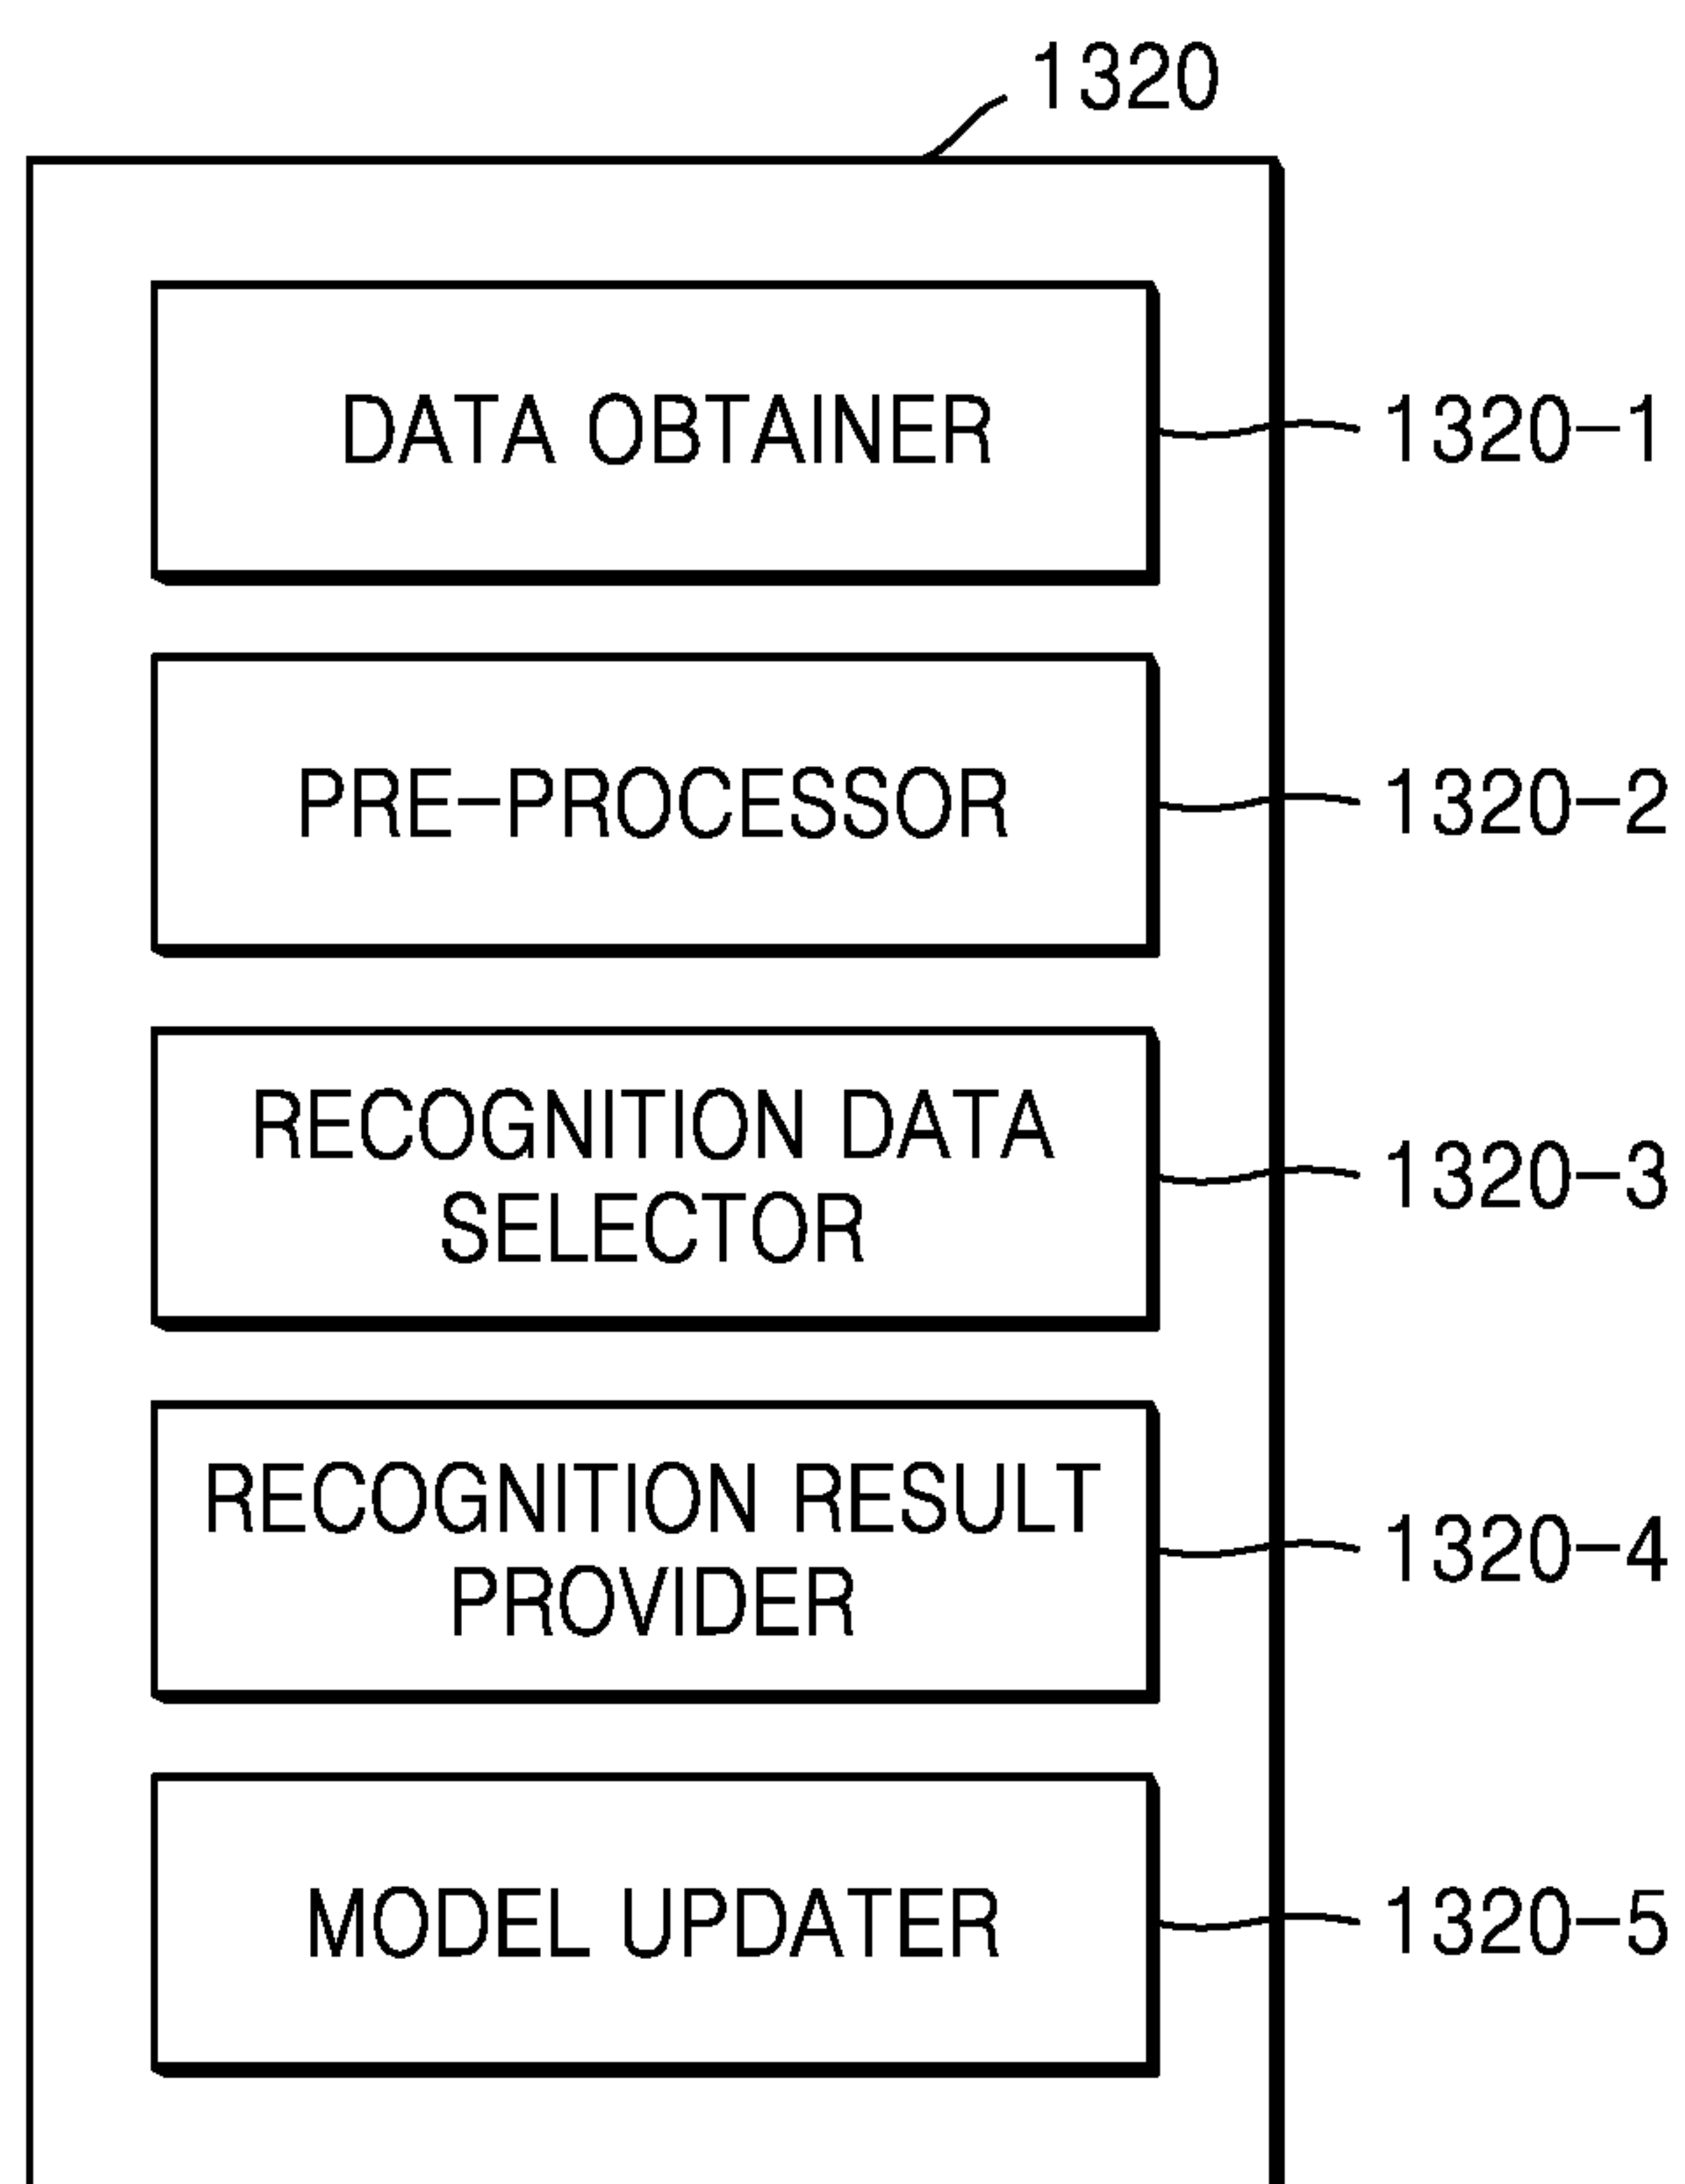 1320
DATA OBTAINER
1320-1
PRE-PROCESSOR
1320-2
RECOGNITION DATA
SELECTOR
1320-3
RECOGNITION RESULT
PROVIDER
1320-4
MODEL UPDATER
1320-5